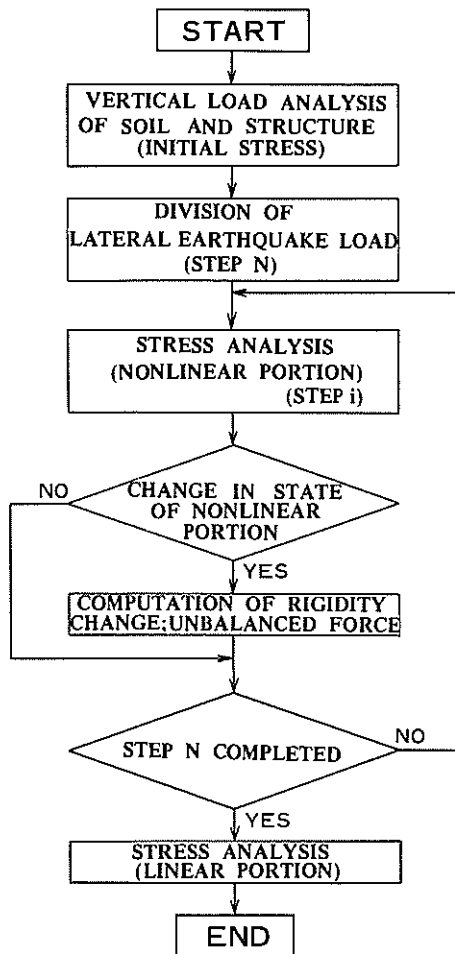 START
VERTICAL LOAD ANALYSIS
OF SOIL AND STRUCTURE
(INITIAL STRESS)
DIVISION OF
LATERAL EARTHQUAKE LOAD
(STEP N)
STRESS ANALYSIS
(NONLINEAR PORTION)
(STEP i)
NO
CHANGE IN STATE
OF NONLINEAR
PORTION
YES
COMPUTATION OF RIGIDITY
CHANGE;UNBALANCED FORCE
STEP N COMPLETED
NO
YES
STRESS ANALYSIS
(LINEAR PORTION)
END